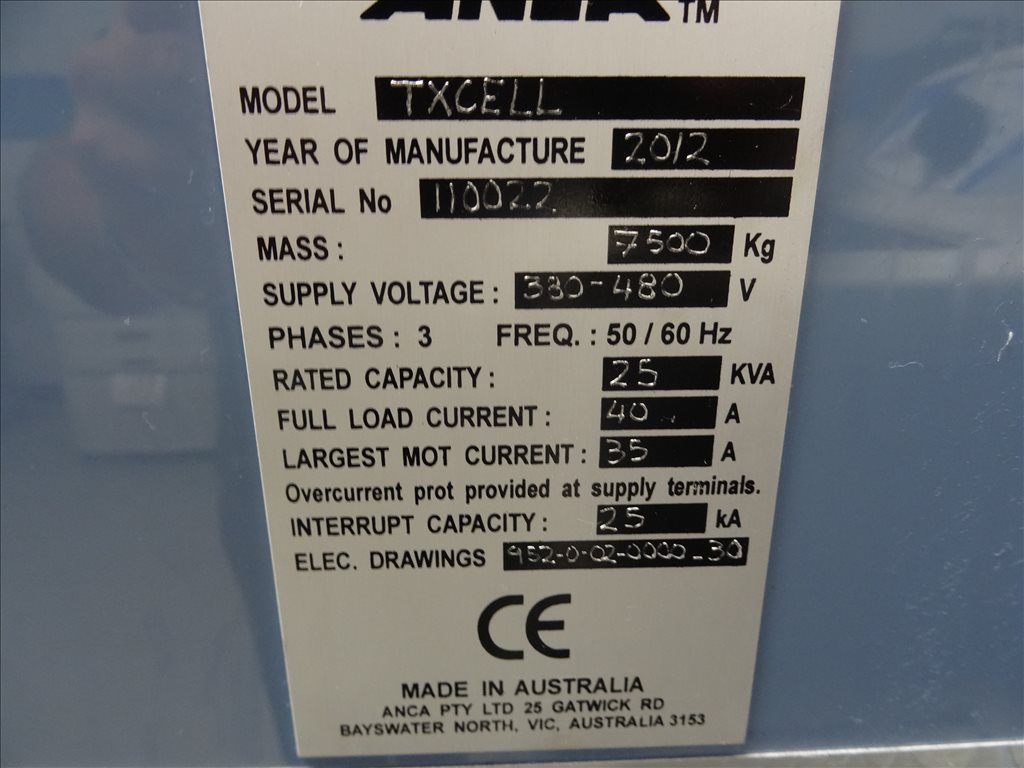 ANCA TM
MODEL TXCELL
YEAR OF MANUFACTURE 2012
SERIAL No 110022
MASS : 7500 Kg
SUPPLY VOLTAGE : 380-480 V
PHASES : 3 FREQ. : 50 / 60 Hz
RATED CAPACITY : 25 KVA
FULL LOAD CURRENT : 40 A
LARGEST MOT CURRENT : 35 A
Overcurrent prot provided at supply terminals.
INTERRUPT CAPACITY : 25 kA
ELEC. DRAWINGS 952-0-02-0000-30
CE
MADE IN AUSTRALIA
ANCA PTY LTD 25 GATWICK RD
BAYSWATER NORTH, VIC, AUSTRALIA 3153